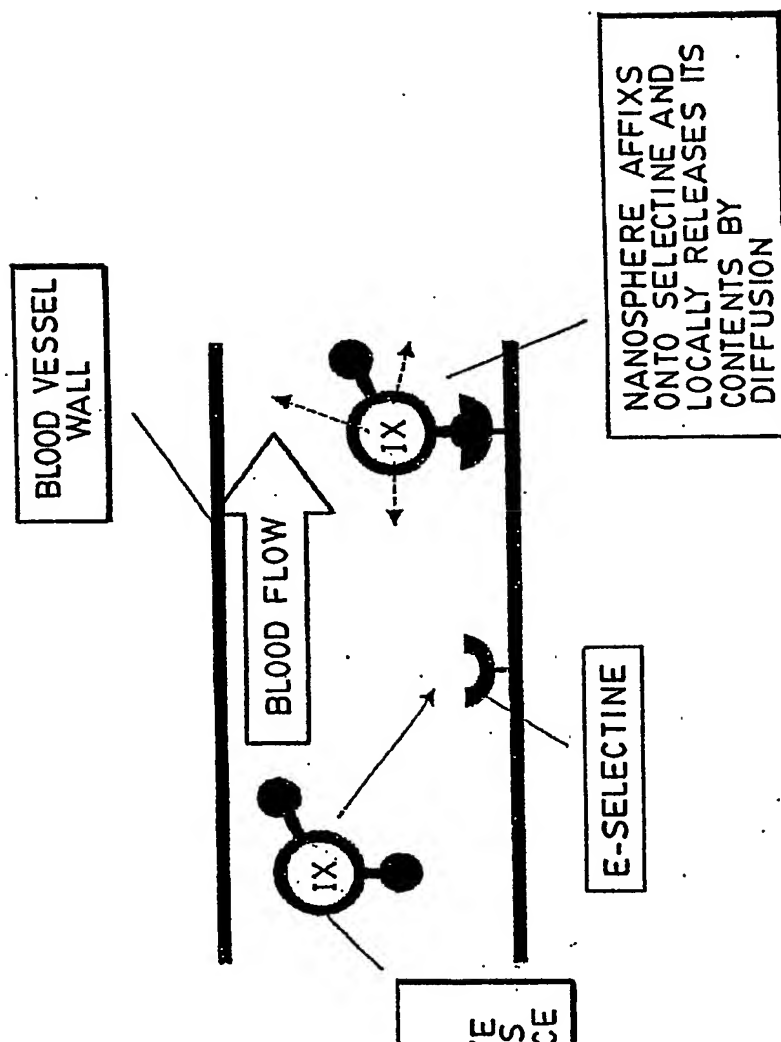 BLOOD VESSEL
WALL
BLOOD FLOW
IX
IX
E-SELECTINE
NANOSPHERE AFFIXS
ONTO SELECTINE AND
LOCALLY RELEASES ITS
CONTENTS BY
DIFFUSION